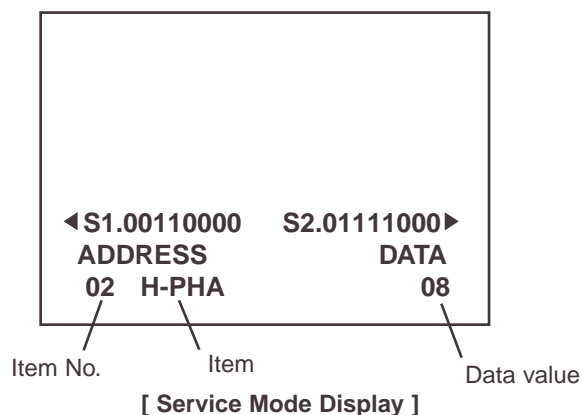 ◀S1.00110000 S2.01111000▶
ADDRESS DATA
02 H-PHA 08
Item No. Item Data value
[ Service Mode Display ]